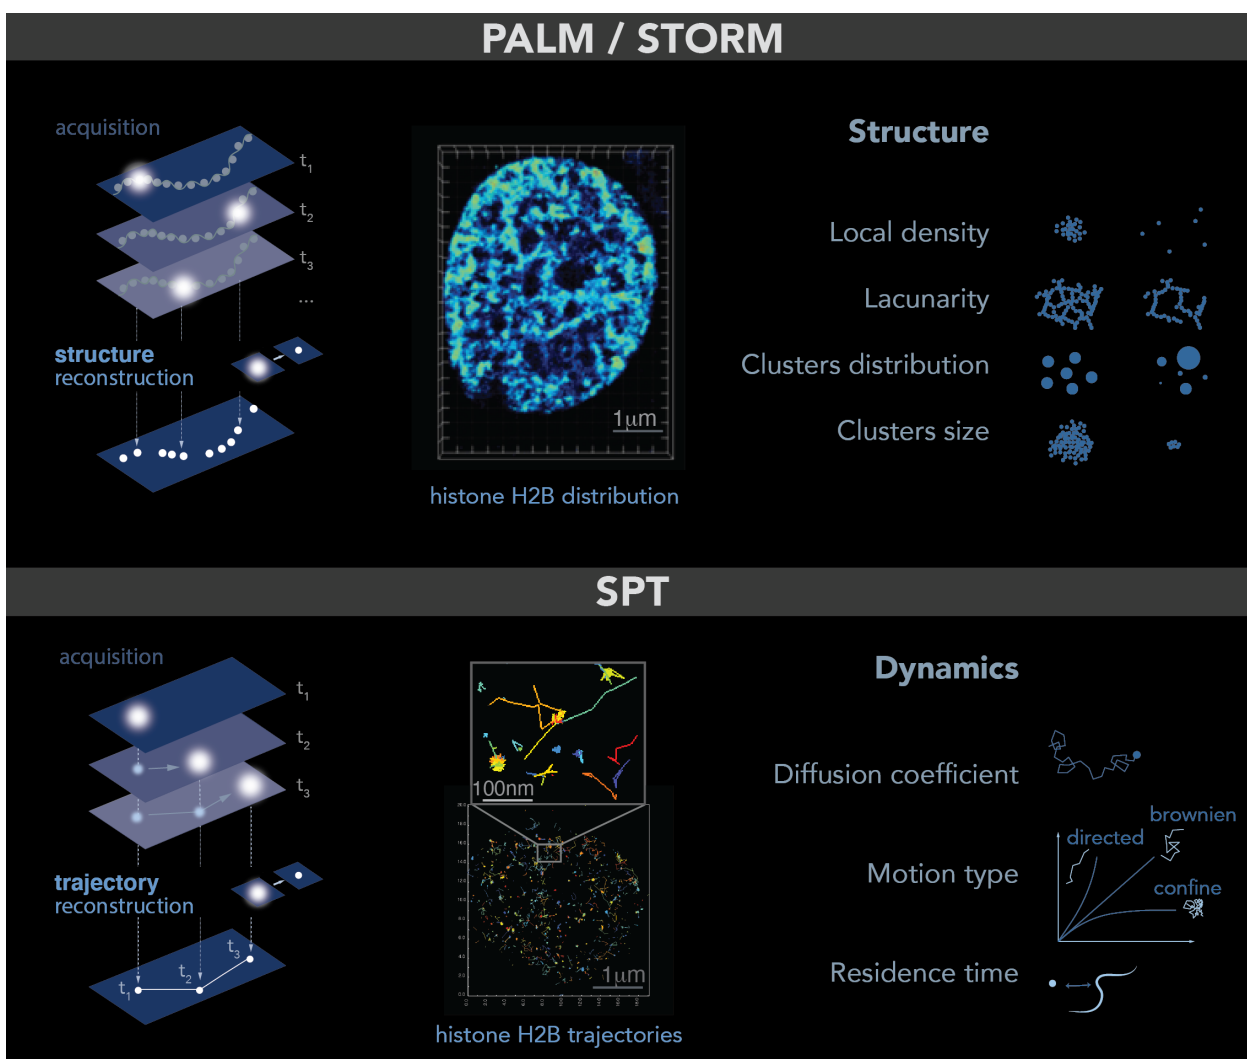 PALM / STORM
acquisition
t1
t2
t3
...
structure
reconstruction
1μm
histone H2B distribution
Structure
Local density
Lacunarity
Clusters distribution
Clusters size
SPT
acquisition
t1
t2
t3
trajectory
reconstruction
t1
t2
t3
100nm
1μm
histone H2B trajectories
Dynamics
Diffusion coefficient
Motion type
directed
brownien
confine
Residence time